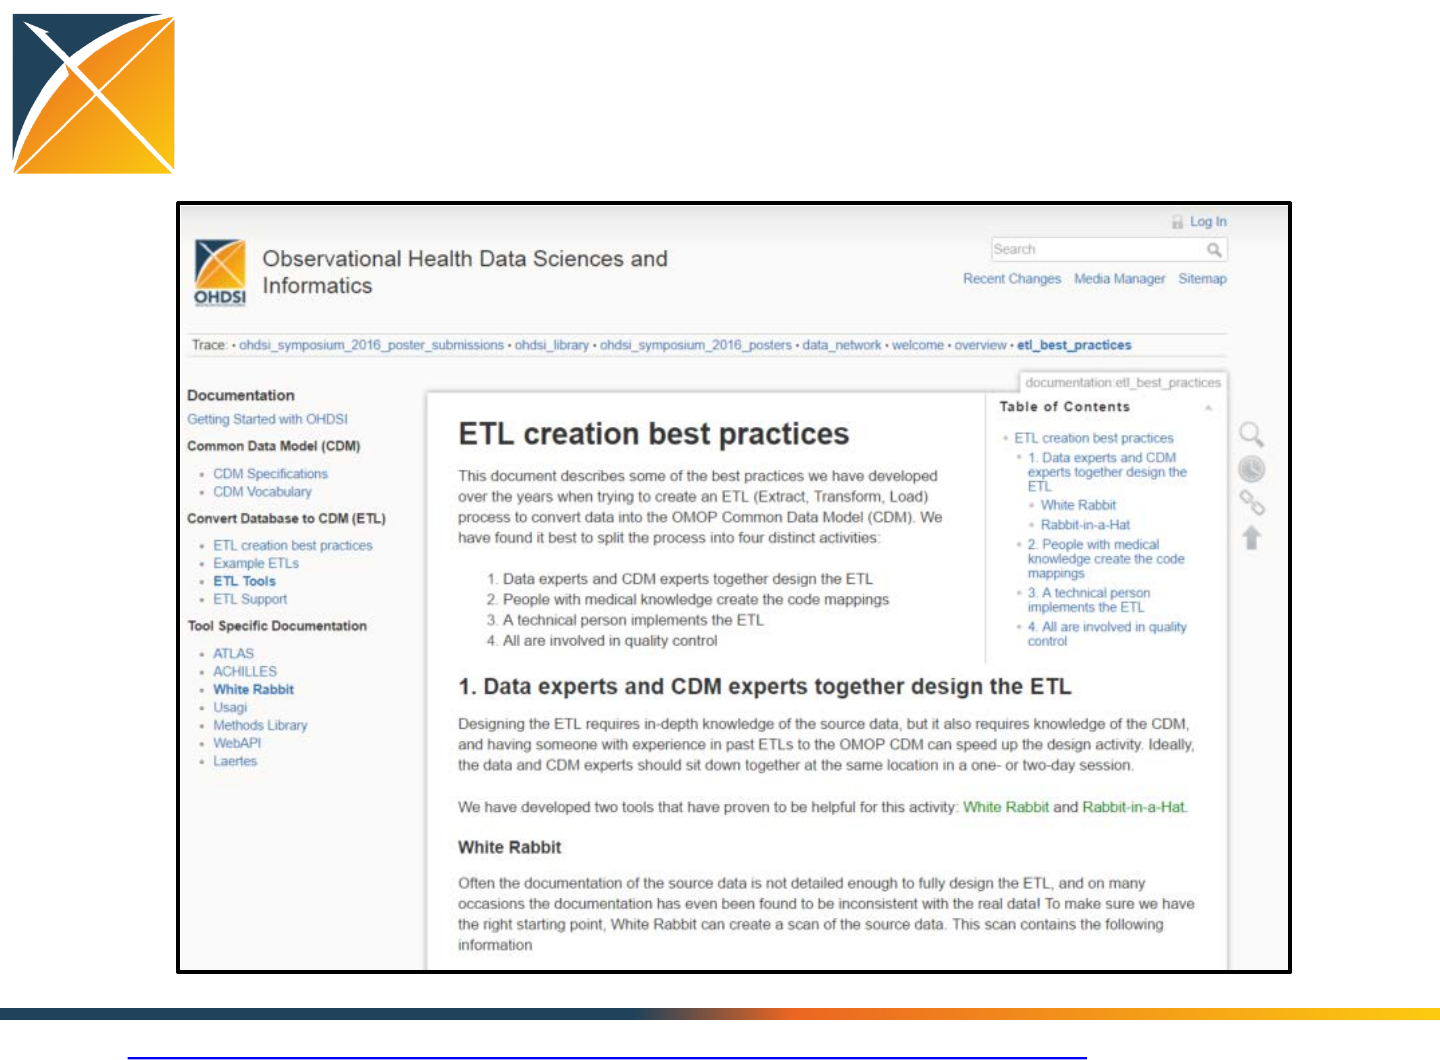 Log In
OHDSI
Observational Health Data Sciences and
Informatics
Search
Recent Changes Media Manager Sitemap
Trace: • ohdsi_symposium_2016_poster_submissions • ohdsi_library • ohdsi_symposium_2016_posters • data_network • welcome • overview • etl_best_practices
documentation:etl_best_practices
Documentation
Getting Started with OHDSI
Common Data Model (CDM)
CDM Specifications
CDM Vocabulary
Convert Database to CDM (ETL)
ETL creation best practices
Example ETLs
ETL Tools
ETL Support
Tool Specific Documentation
ATLAS
ACHILLES
White Rabbit
Usagi
Methods Library
WebAPI
Laertes
ETL creation best practices
This document describes some of the best practices we have developed
over the years when trying to create an ETL (Extract, Transform, Load)
process to convert data into the OMOP Common Data Model (CDM). We
have found it best to split the process into four distinct activities:
1. Data experts and CDM experts together design the ETL
2. People with medical knowledge create the code mappings
3. A technical person implements the ETL
4. All are involved in quality control
Table of Contents
ETL creation best practices
1. Data experts and CDM
experts together design the
ETL
White Rabbit
Rabbit-in-a-Hat
2. People with medical
knowledge create the code
mappings
3. A technical person
implements the ETL
4. All are involved in quality
control
1. Data experts and CDM experts together design the ETL
Designing the ETL requires in-depth knowledge of the source data, but it also requires knowledge of the CDM,
and having someone with experience in past ETLs to the OMOP CDM can speed up the design activity. Ideally,
the data and CDM experts should sit down together at the same location in a one- or two-day session.
We have developed two tools that have proven to be helpful for this activity: White Rabbit and Rabbit-in-a-Hat.
White Rabbit
Often the documentation of the source data is not detailed enough to fully design the ETL, and on many
occasions the documentation has even been found to be inconsistent with the real data! To make sure we have
the right starting point, White Rabbit can create a scan of the source data. This scan contains the following
information